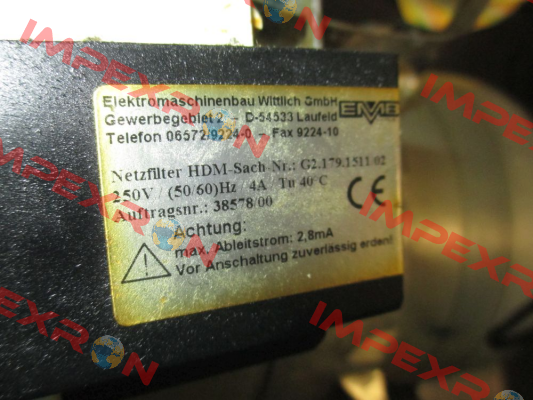 Elektromaschinenbau Wittlich GmbH
Gewerbegebiet 2 D-54533 Laufeld
Telefon 06572/9224-0 – Fax 9224-10
EMB
Netzfilter HDM-Sach-Nr.: G2.179.1511/02
250V / (50/60)Hz / 4A / Tu 40°C
Auftragsnr.: 38578/00
CE
Achtung:
max. Ableitstrom: 2,8mA
Vor Anschaltung zuverlässig erden!
IMPEXRON
IMPEXRON
IMPEXRON
IMPEXRON
IMPEXRON